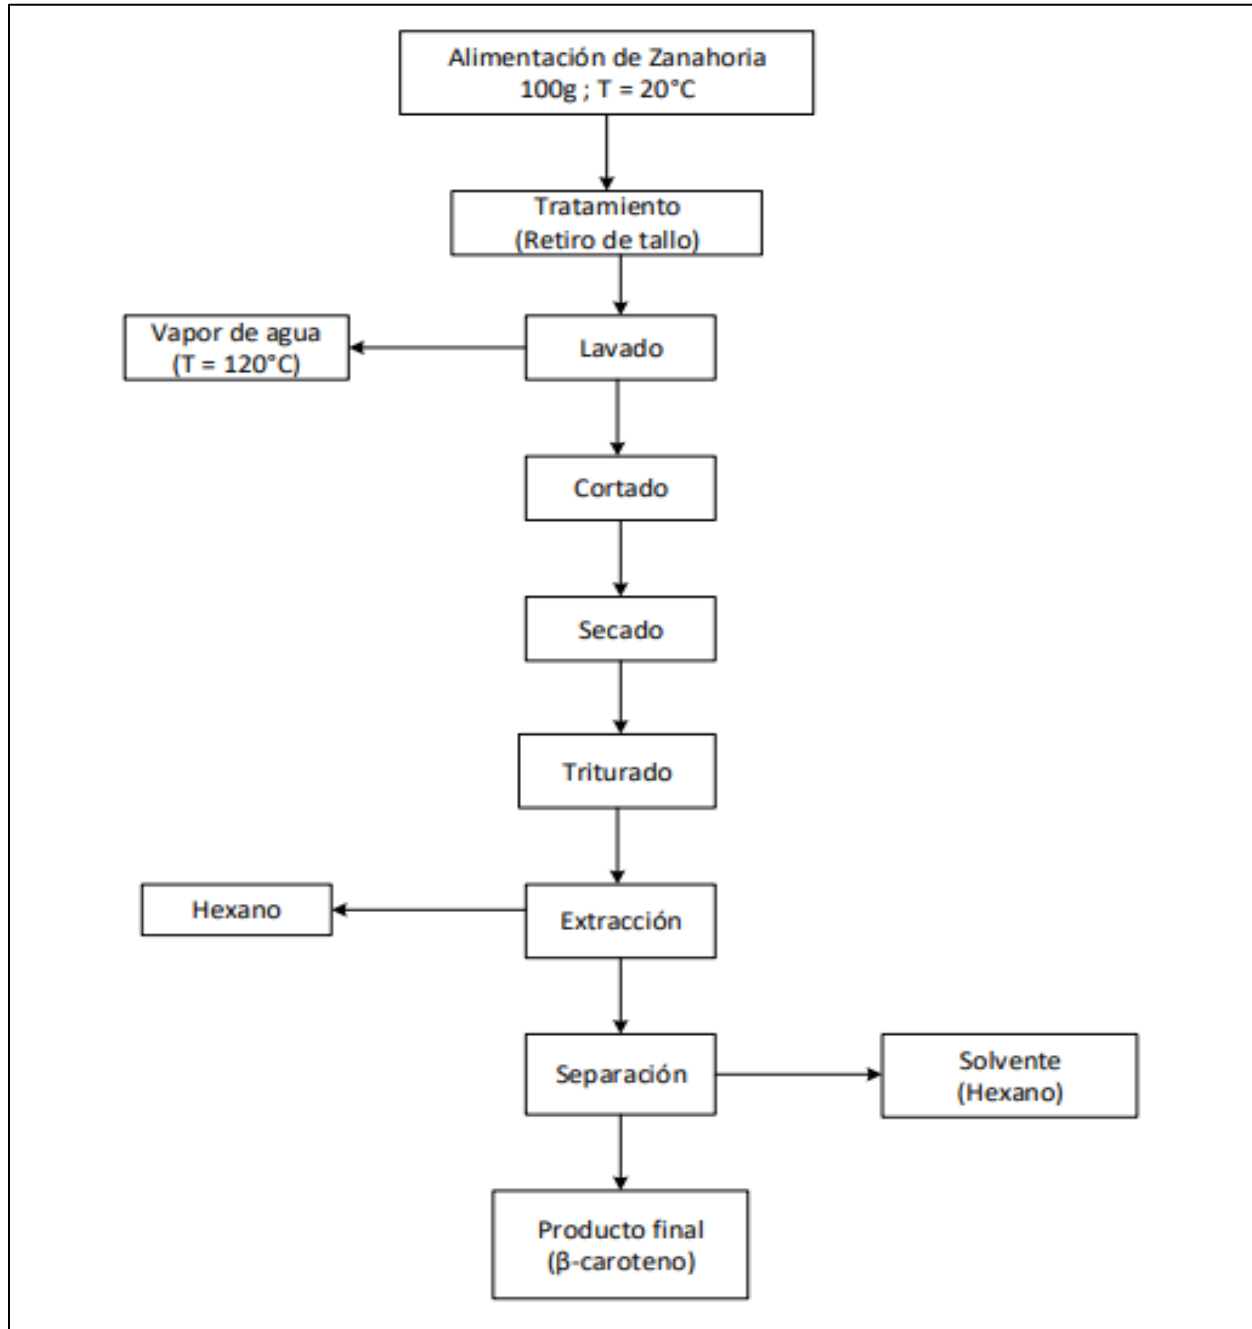 Alimentación de Zanahoria
100g ; T = 20°C
Tratamiento
(Retiro de tallo)
Vapor de agua
(T = 120°C)
Lavado
Cortado
Secado
Triturado
Hexano
Extracción
Separación
Solvente
(Hexano)
Producto final
(β-caroteno)